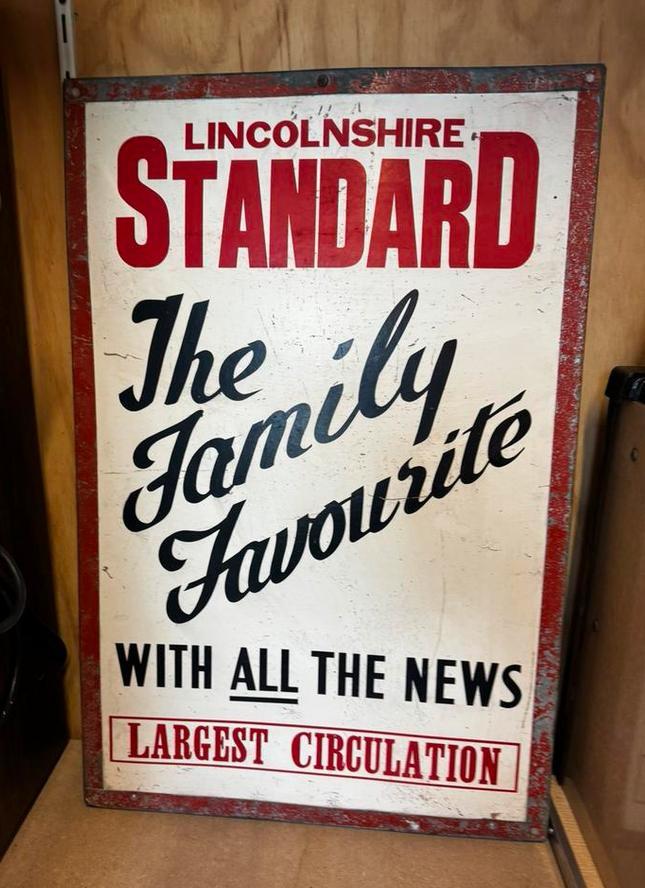 LINCOLNSHIRE
STANDARD
The
Family
Favourite
WITH ALL THE NEWS
LARGEST CIRCULATION